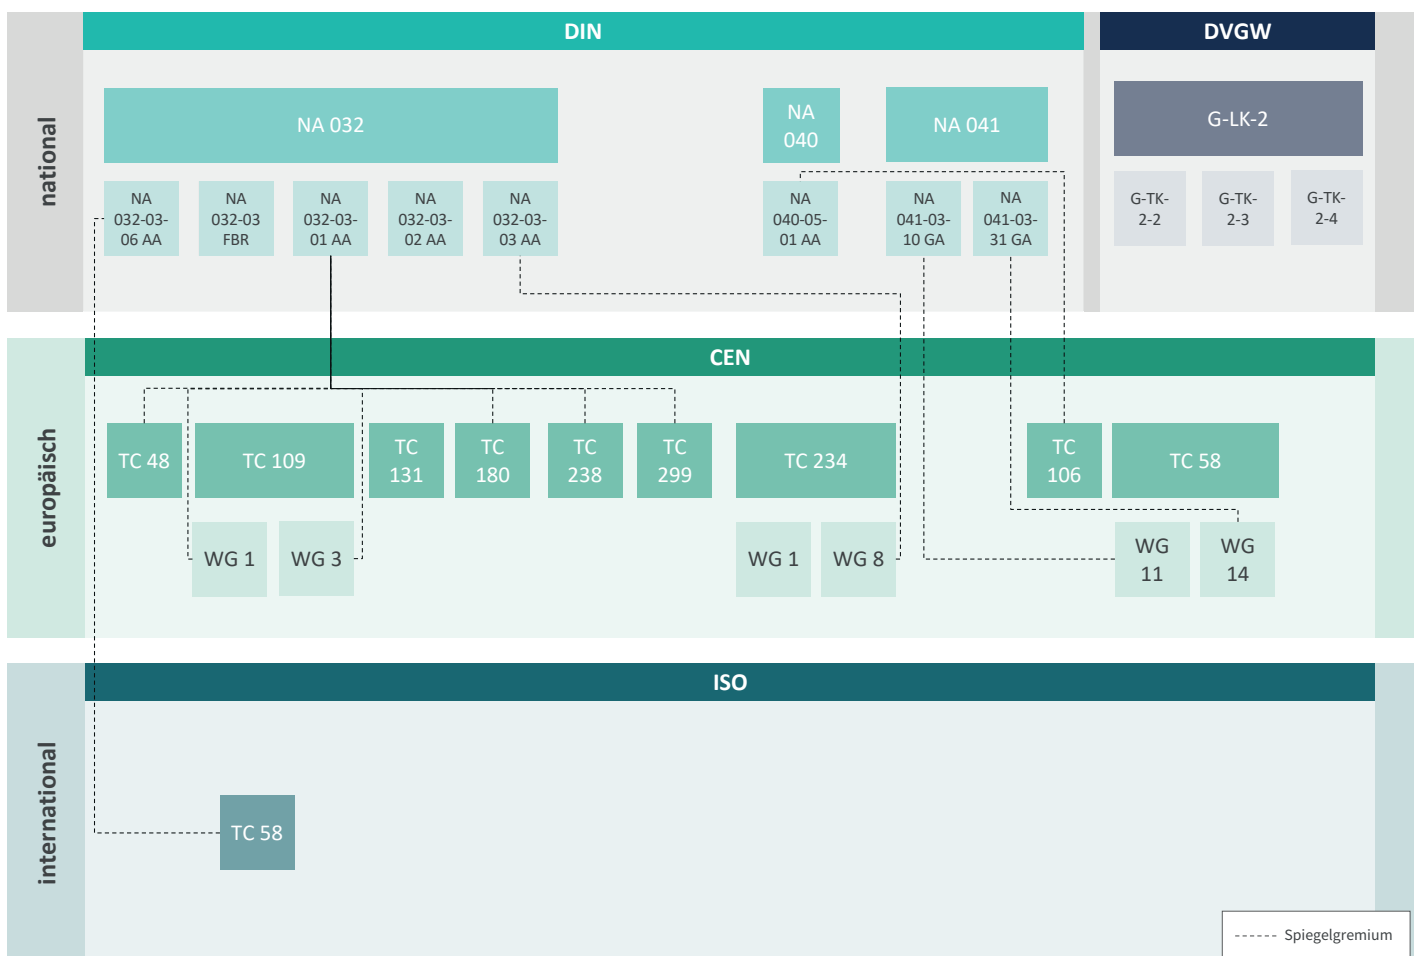 DIN
DVGW
national
NA 032
NA
040
NA 041
G-LK-2
NA
032-03-
06 AA
NA
032-03
FBR
NA
032-03-
01 AA
NA
032-03-
02 AA
NA
032-03-
03 AA
NA
040-05-
01 AA
NA
041-03-
10 GA
NA
041-03-
31 GA
G-TK-
2-2
G-TK-
2-3
G-TK-
2-4
CEN
europäisch
TC 48
TC 109
TC
131
TC
180
TC
238
TC
299
TC 234
TC
106
TC 58
WG 1
WG 3
WG 1
WG 8
WG
11
WG
14
ISO
international
TC 58
Spiegelgremium